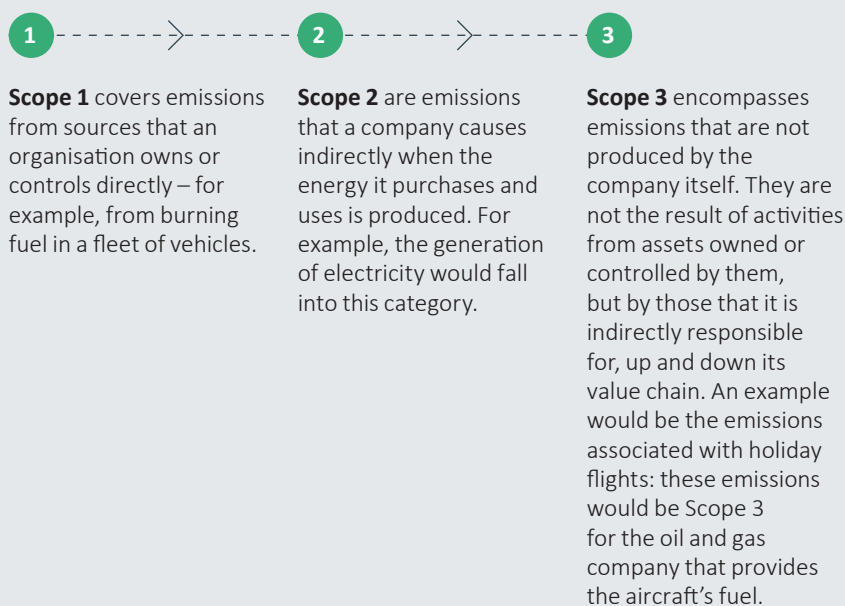 1
2
3
Scope 1 covers emissions
from sources that an
organisation owns or
controls directly – for
example, from burning
fuel in a fleet of vehicles.
Scope 2 are emissions
that a company causes
indirectly when the
energy it purchases and
uses is produced. For
example, the generation
of electricity would fall
into this category.
Scope 3 encompasses
emissions that are not
produced by the
company itself. They are
not the result of activities
from assets owned or
controlled by them,
but by those that it is
indirectly responsible
for, up and down its
value chain. An example
would be the emissions
associated with holiday
flights: these emissions
would be Scope 3
for the oil and gas
company that provides
the aircraft’s fuel.